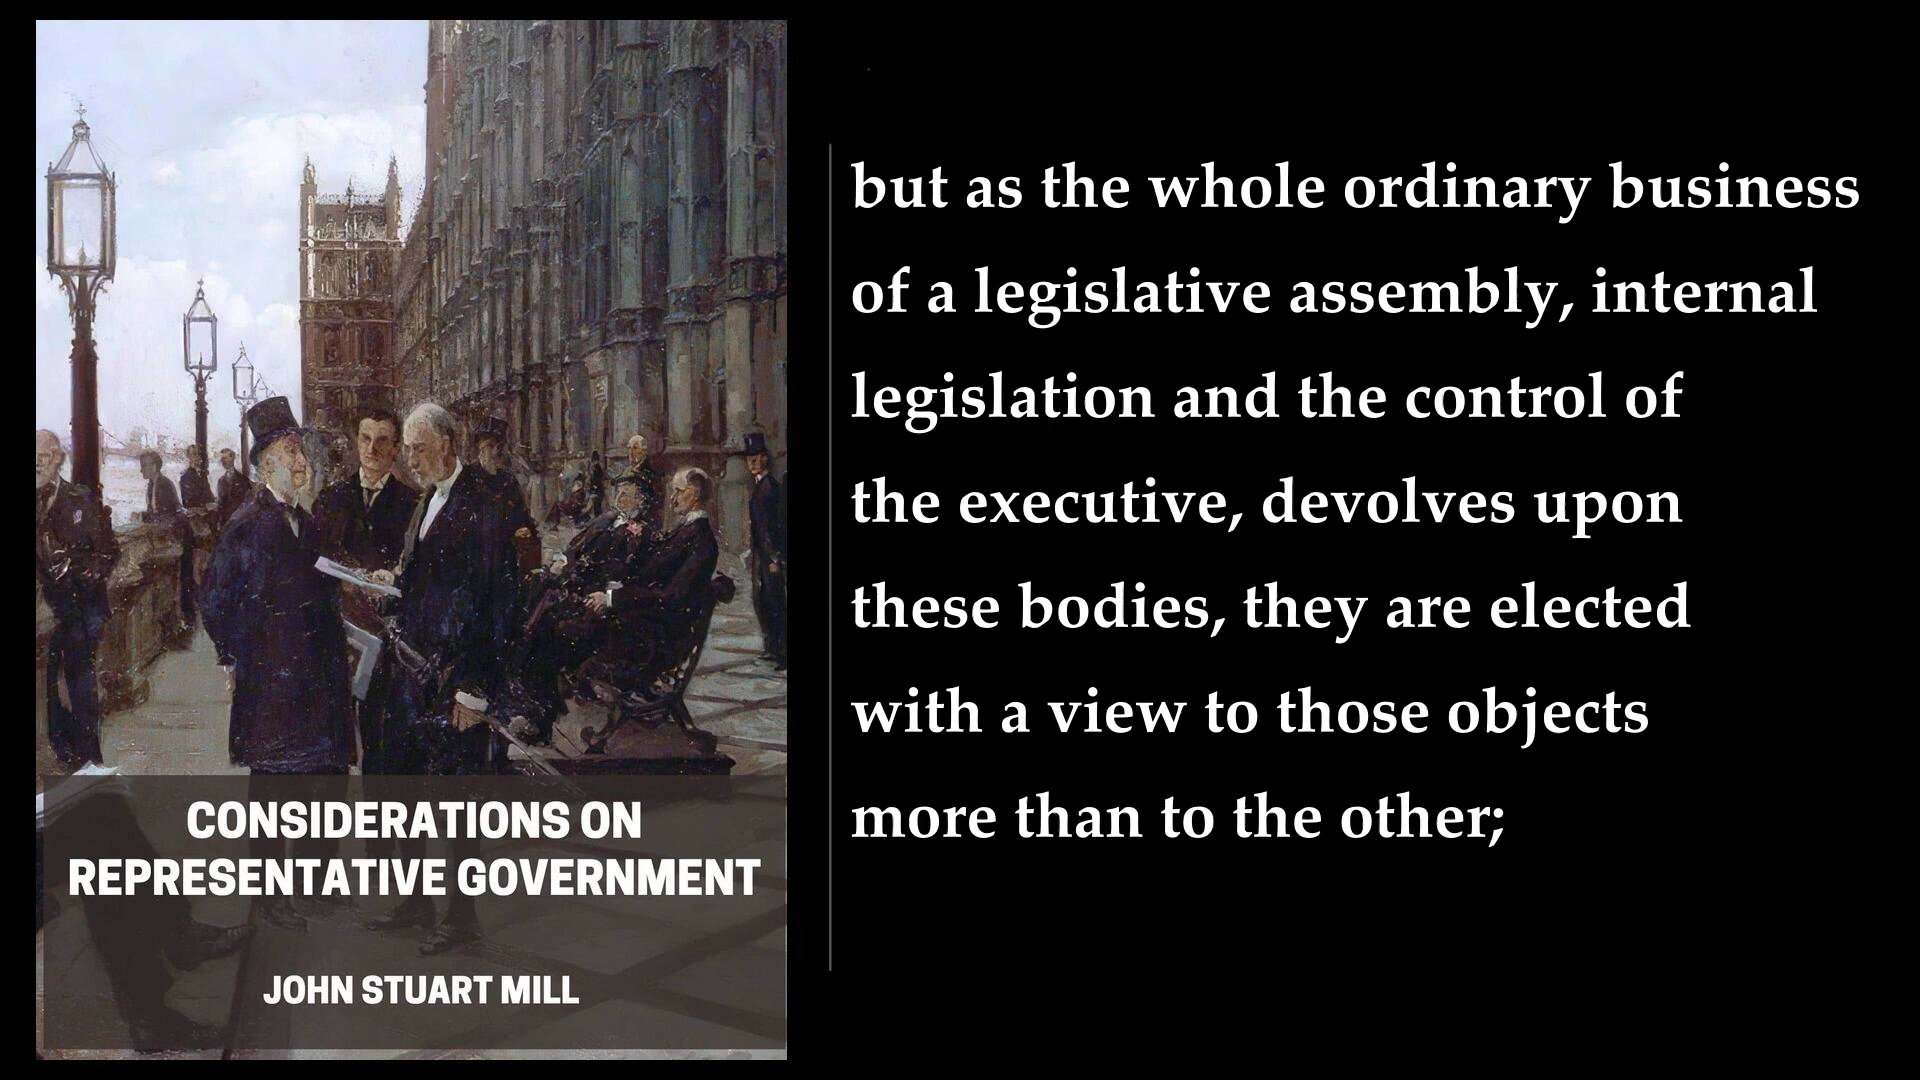 CONSIDERATIONS ON
REPRESENTATIVE GOVERNMENT
JOHN STUART MILL
but as the whole ordinary business
of a legislative assembly, internal
legislation and the control of
the executive, devolves upon
these bodies, they are elected
with a view to those objects
more than to the other;